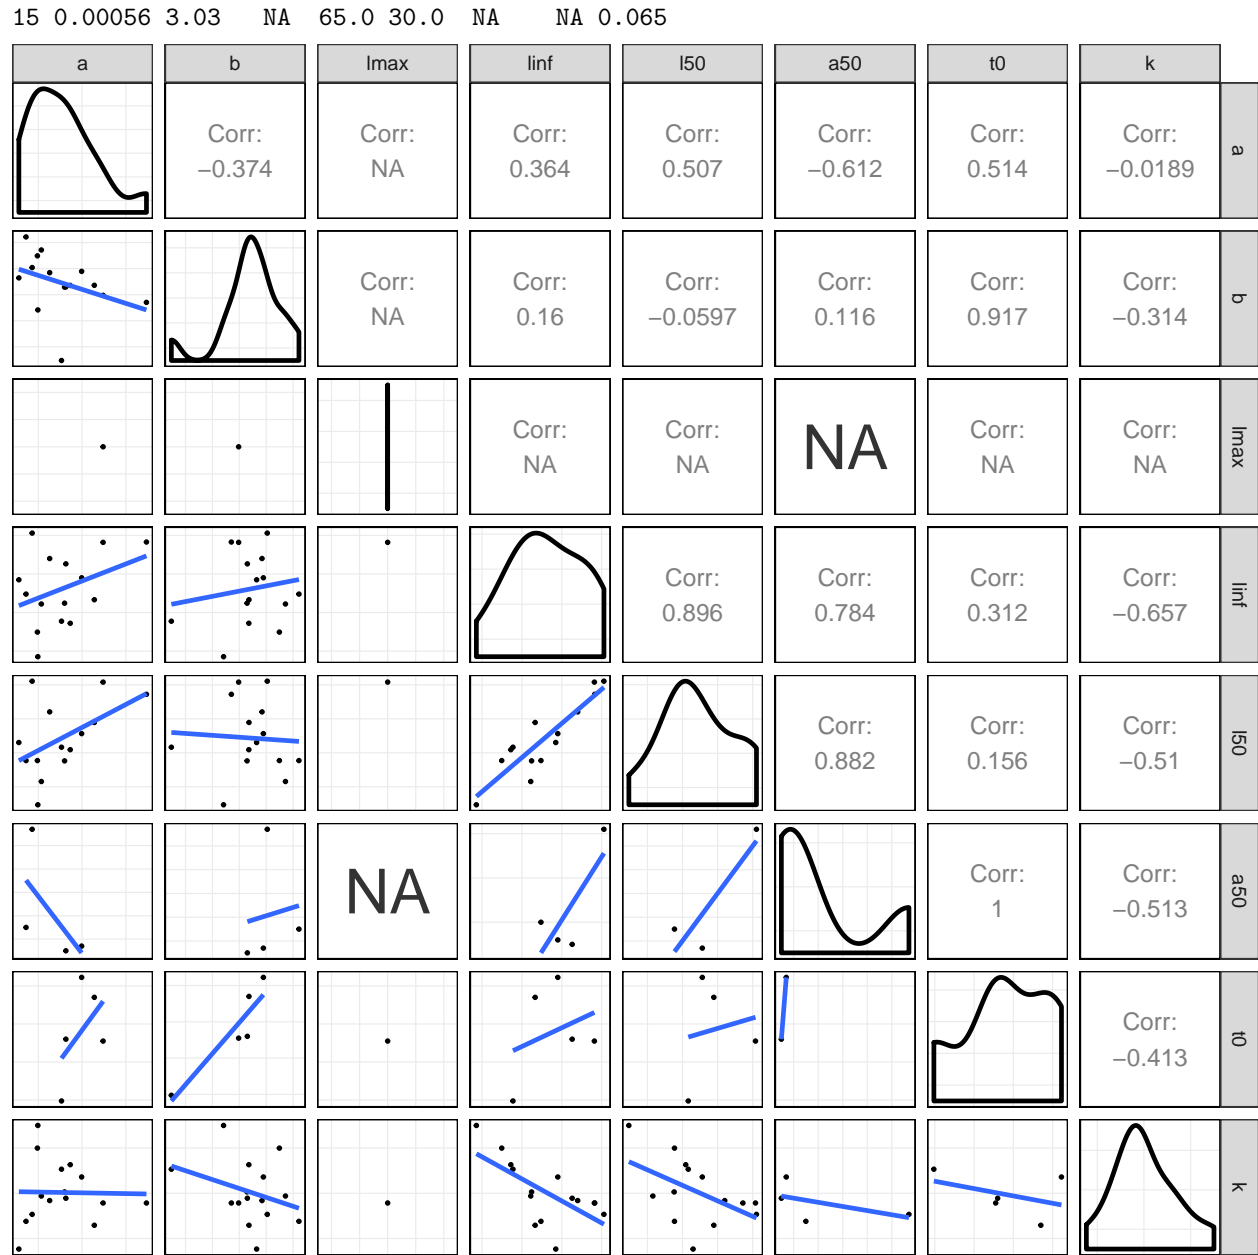 15 0.00056 3.03 NA 65.0 30.0 NA NA 0.065
a b lmax linf l50 a50 t0 k
Corr: Corr: Corr: Corr: Corr: Corr: Corr:
−0.374 NA 0.364 0.507 −0.612 0.514 −0.0189
a
Corr: Corr: Corr: Corr: Corr: Corr:
NA 0.16 −0.0597 0.116 0.917 −0.314
b
Corr: Corr: NA Corr: Corr:
NA NA NA NA
lmax
Corr: Corr: Corr: Corr:
0.896 0.784 0.312 −0.657
linf
Corr: Corr: Corr:
0.882 0.156 −0.51
l50
NA Corr: Corr:
1 −0.513
a50
Corr:
−0.413
t0
k